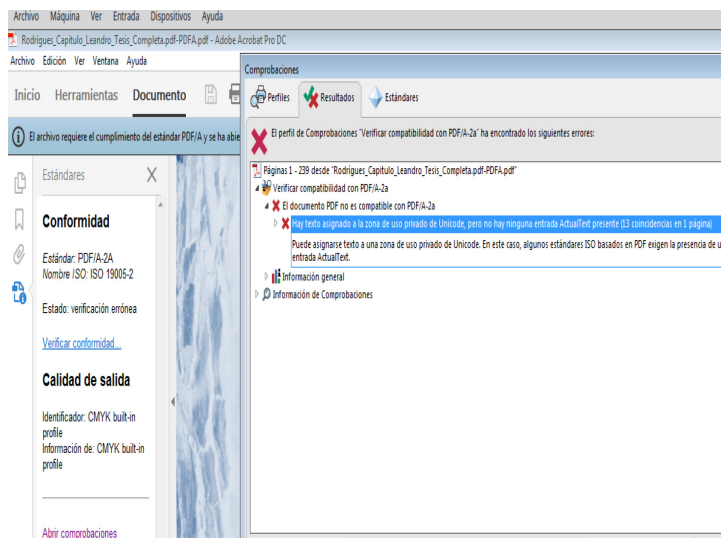 Archivo Máquina Ver Entrada Dispositivos Ayuda
Rodrigues_Capitulo_Leandro_Tesis_Completa.pdf-PDFA.pdf - Adobe Acrobat Pro DC
Archivo Edición Ver Ventana Ayuda
Inicio Herramientas Documento
El archivo requiere el cumplimiento del estándar PDF/A y se ha abie
Estándares
Conformidad
Estándar: PDF/A-2A
Nombre ISO: ISO 19005-2
Estado: verificación errónea
Verificar conformidad...
Calidad de salida
Identificador: CMYK built-in
profile
Información de: CMYK built-in
profile
Abrir comprobaciones
Comprobaciones
Perfiles Resultados Estándares
El perfil de Comprobaciones "Verificar compatibilidad con PDF/A-2a" ha encontrado los siguientes errores:
Páginas 1 - 239 desde "Rodrigues_Capitulo_Leandro_Tesis_Completa.pdf-PDFA.pdf"
Verificar compatibilidad con PDF/A-2a
El documento PDF no es compatible con PDF/A-2a
Hay texto asignado a la zona de uso privado de Unicode, pero no hay ninguna entrada ActualText presente (13 coincidencias en 1 página)
Puede asignarse texto a una zona de uso privado de Unicode. En este caso, algunos estándares ISO basados en PDF exigen la presencia de u
entrada ActualText.
Información general
Información de Comprobaciones